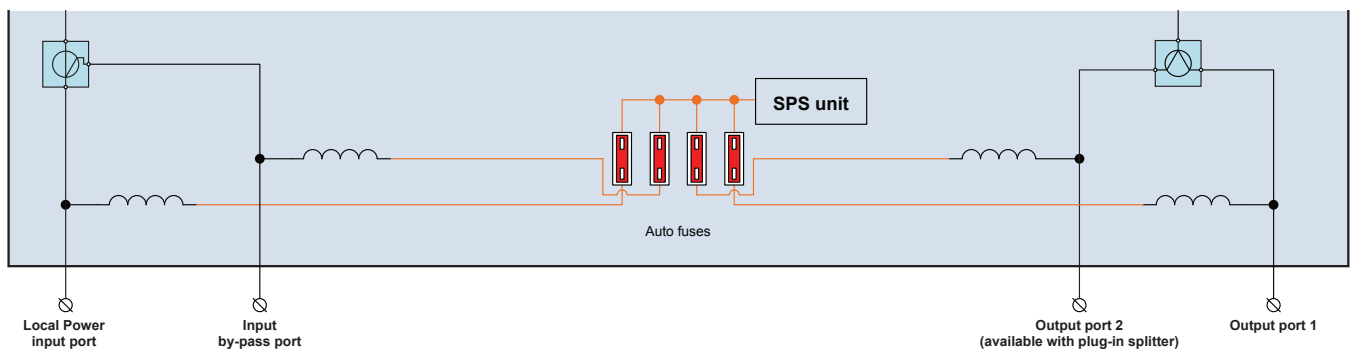 SPS unit
Auto fuses
Local Power
input port
Input
by-pass port
Output port 2
(available with plug-in splitter)
Output port 1